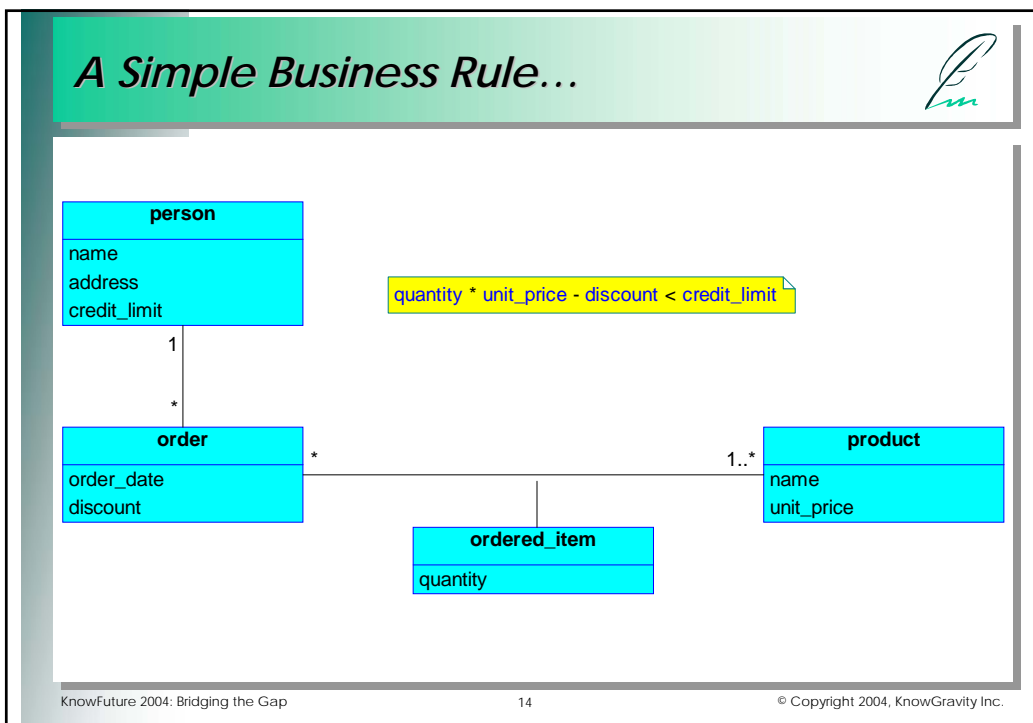 A Simple Business Rule...
person
name
address
credit_limit
quantity * unit_price - discount < credit_limit
1
*
order
order_date
discount
*
1..*
product
name
unit_price
ordered_item
quantity
KnowFuture 2004: Bridging the Gap
14
© Copyright 2004, KnowGravity Inc.